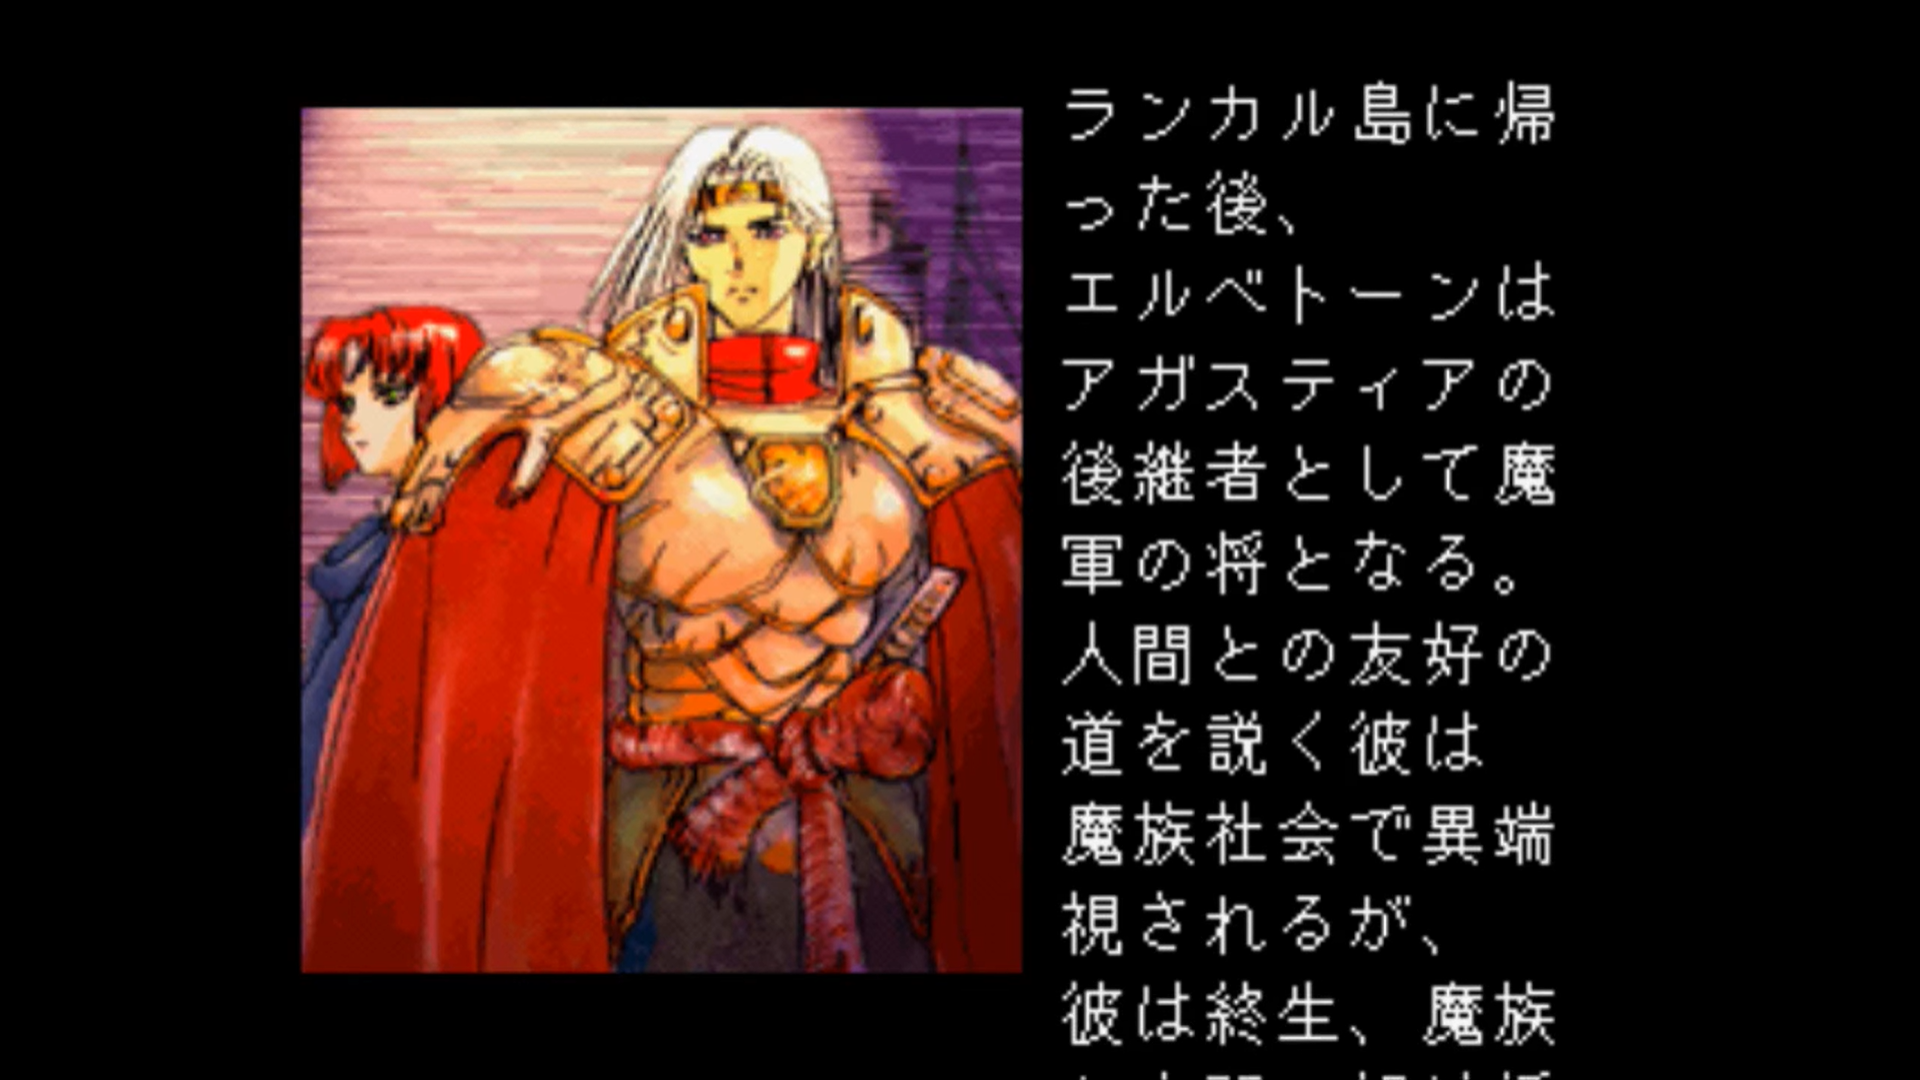 ランカル島に帰
った後、
エルベトーンは
アガスティアの
後継者として魔
軍の将となる。
人間との友好の
道を説く彼は
魔族社会で異端
視されるが、
彼は終生、魔族